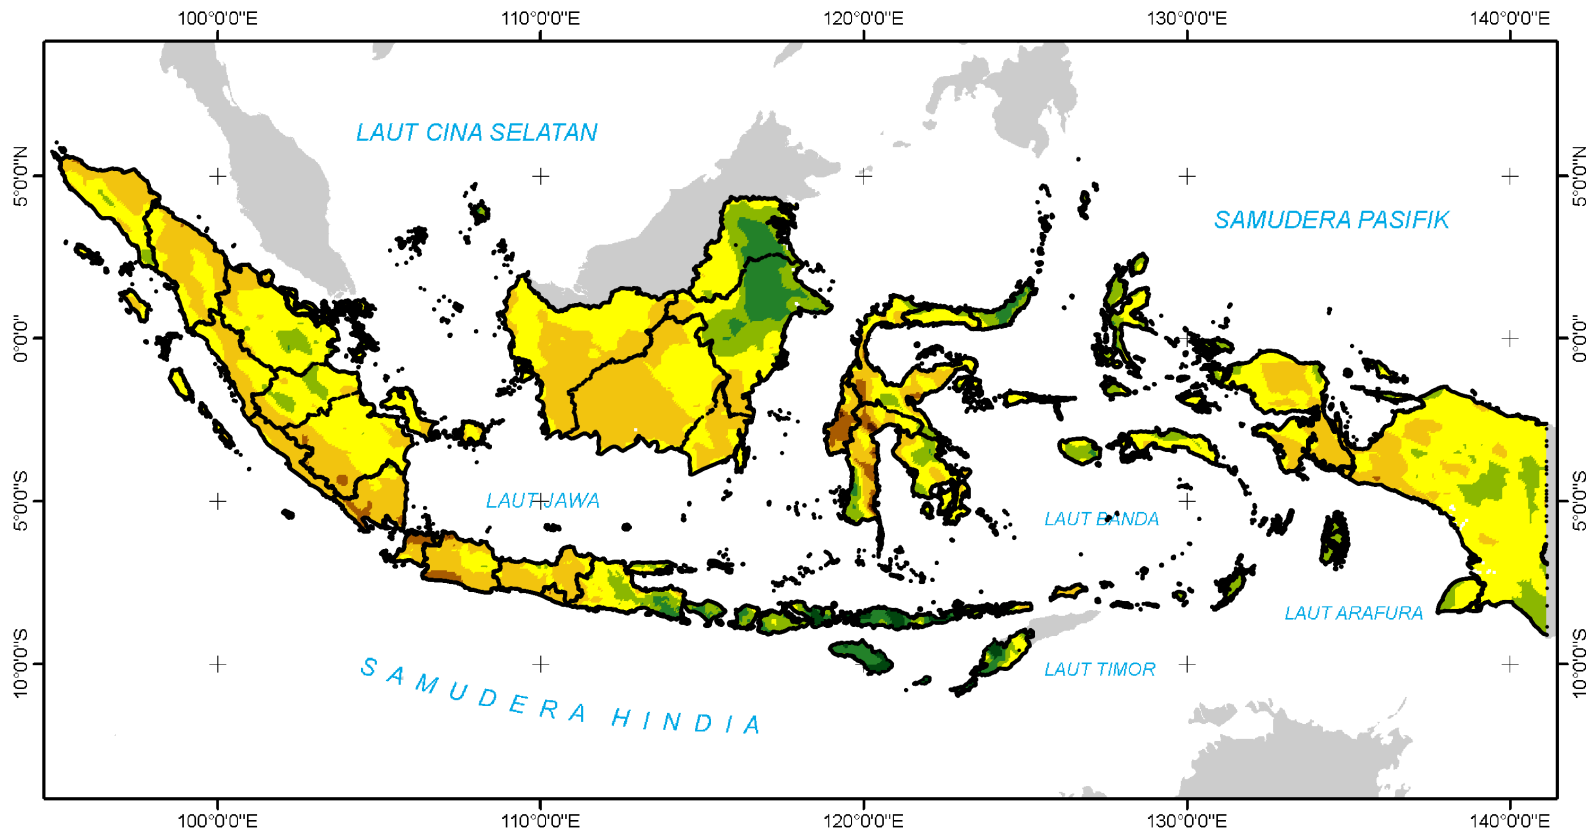 100°0'0"E 110°0'0"E 120°0'0"E 130°0'0"E 140°0'0"E
LAUT CINA SELATAN
5°0'0"N 5°0'0"N
SAMUDERA PASIFIK
0°0'0" 0°0'0"
LAUT JAWA
5°0'0"S 5°0'0"S
LAUT BANDA
LAUT ARAFURA
10°0'0"S 10°0'0"S
LAUT TIMOR
SAMUDERA HINDIA
100°0'0"E 110°0'0"E 120°0'0"E 130°0'0"E 140°0'0"E